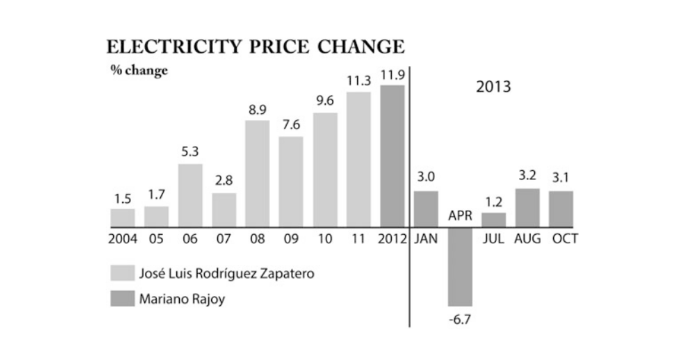 ELECTRICITY PRICE CHANGE
% change
2013
1.5 1.7 5.3 2.8 8.9 7.6 9.6 11.3 11.9 3.0 -6.7 1.2 3.2 3.1
2004 05 06 07 08 09 10 11 2012 JAN APR JUL AUG OCT
José Luis Rodríguez Zapatero
Mariano Rajoy